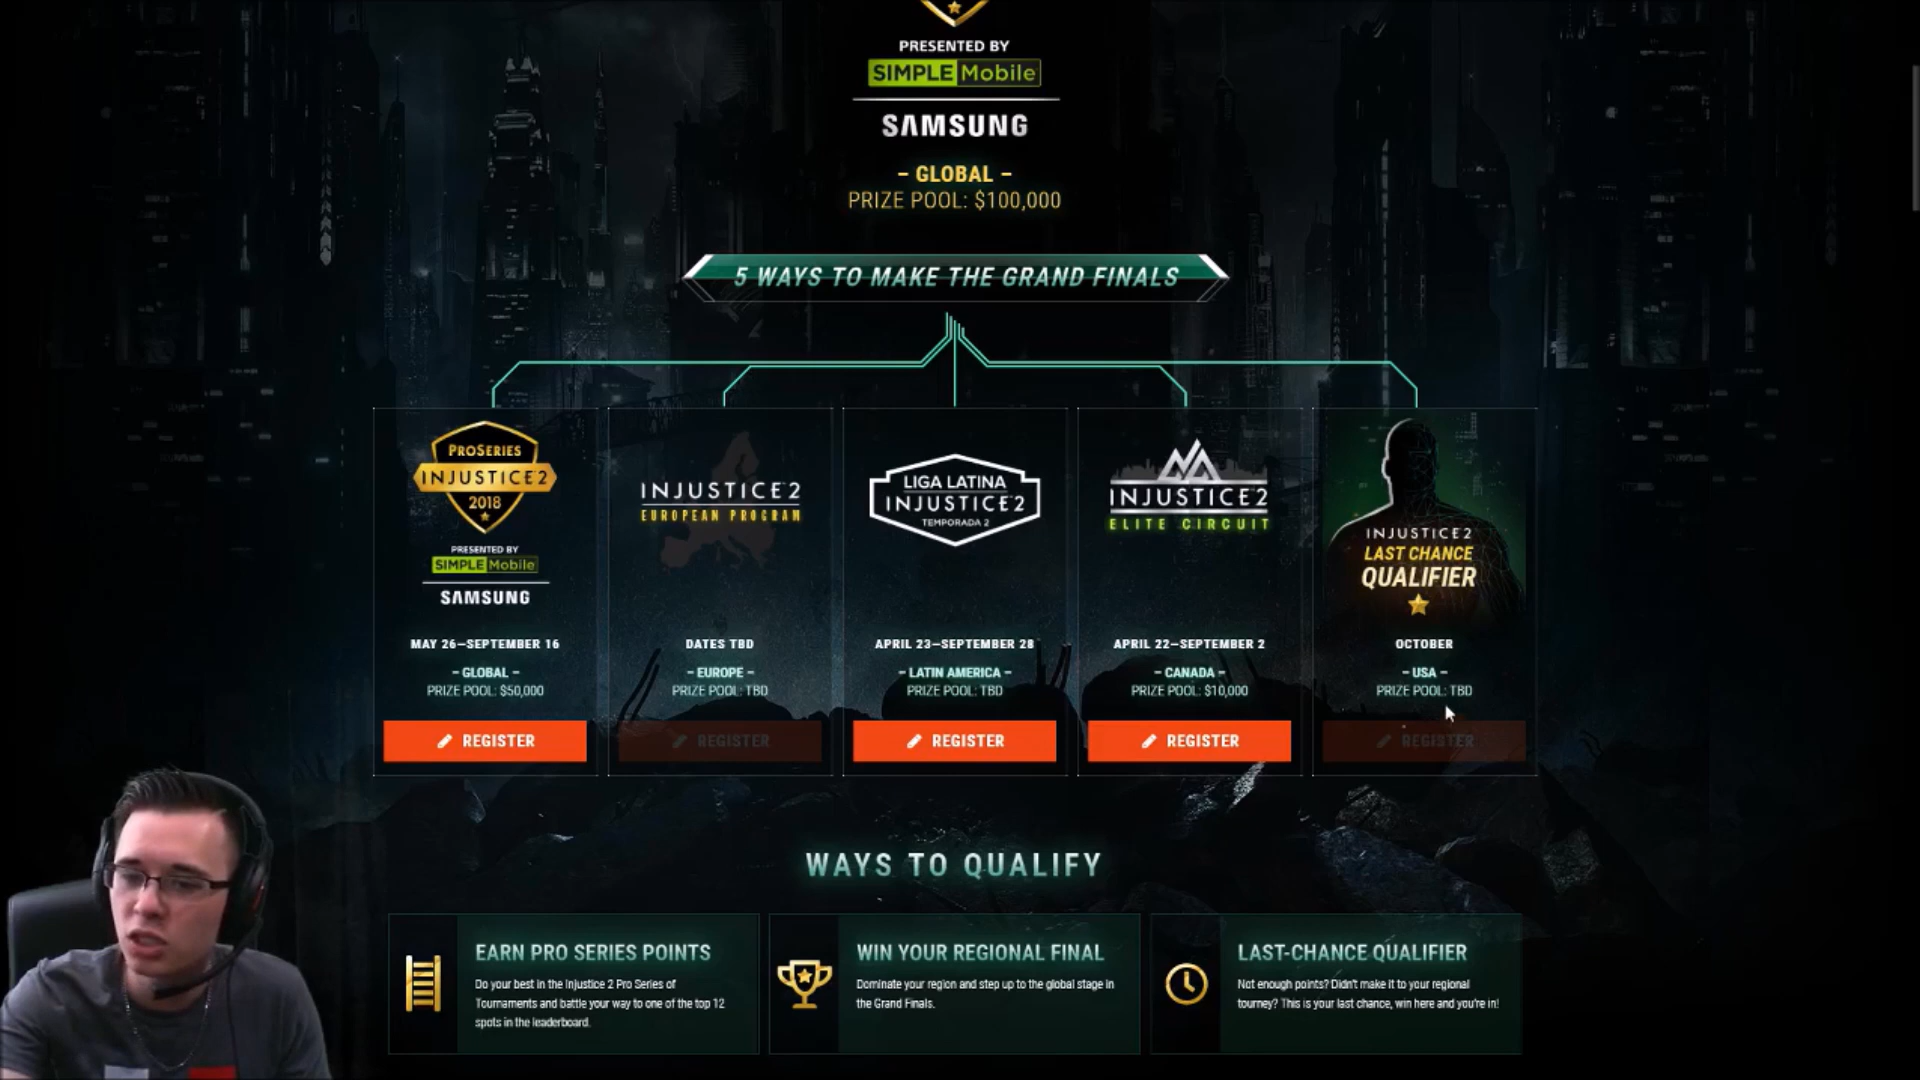 PRESENTED BY
SIMPLE Mobile
SAMSUNG
– GLOBAL –
PRIZE POOL: $100,000
5 WAYS TO MAKE THE GRAND FINALS
PROSERIES
INJUSTICE 2
2018
PRESENTED BY
SIMPLE Mobile
SAMSUNG
MAY 26–SEPTEMBER 16
– GLOBAL –
PRIZE POOL: $50,000
REGISTER
INJUSTICE 2
EUROPEAN PROGRAM
DATES TBD
– EUROPE –
PRIZE POOL: TBD
REGISTER
LIGA LATINA
INJUSTICE 2
TEMPORADA 2
APRIL 23–SEPTEMBER 28
– LATIN AMERICA –
PRIZE POOL: TBD
REGISTER
INJUSTICE 2
ELITE CIRCUIT
APRIL 22–SEPTEMBER 2
– CANADA –
PRIZE POOL: $10,000
REGISTER
INJUSTICE 2
LAST CHANCE
QUALIFIER
OCTOBER
– USA –
PRIZE POOL: TBD
REGISTER
WAYS TO QUALIFY
EARN PRO SERIES POINTS
Do your best in the Injustice 2 Pro Series of
Tournaments and battle your way to one of the top 12
spots in the leaderboard.
WIN YOUR REGIONAL FINAL
Dominate your region and step up to the global stage in
the Grand Finals.
LAST-CHANCE QUALIFIER
Not enough points? Didn't make it to your regional
tourney? This is your last chance, win here and you're in!